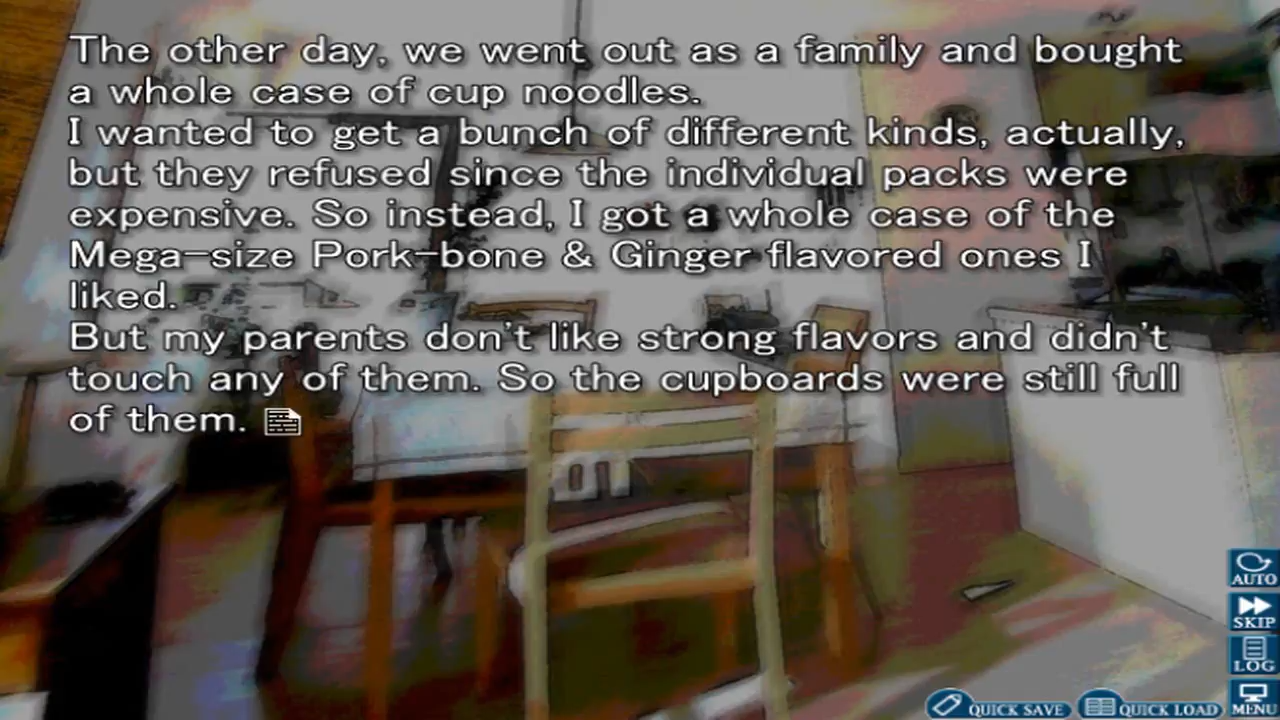 The other day, we went out as a family and bought
a whole case of cup noodles.
I wanted to get a bunch of different kinds, actually,
but they refused since the individual packs were
expensive. So instead, I got a whole case of the
Mega-size Pork-bone & Ginger flavored ones I
liked.
But my parents don't like strong flavors and didn't
touch any of them. So the cupboards were still full
of them.
AUTO
SKIP
LOG
MENU
QUICK SAVE
QUICK LOAD